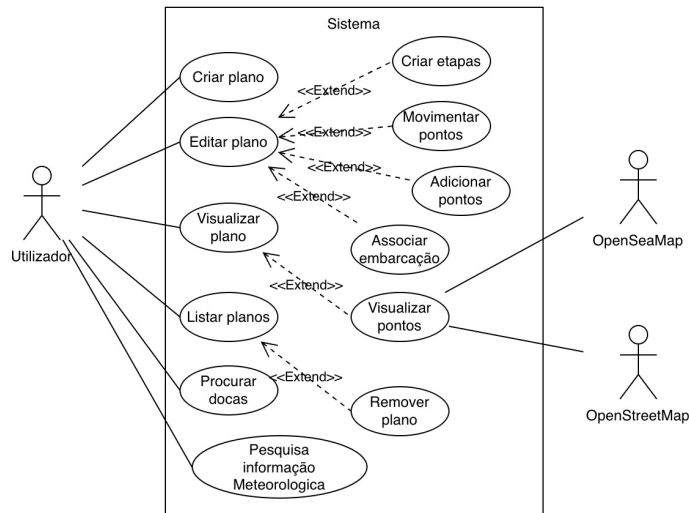 Sistema
Criar plano
Criar etapas
<<Extend>>
Editar plano
<<Extend>>
Movimentar
pontos
<<Extend>>
Adicionar
pontos
<<Extend>>
Visualizar
plano
Associar
embarcação
Utilizador
OpenSeaMap
<<Extend>>
Listar planos
Visualizar
pontos
Procurar
docas
<<Extend>>
Remover
plano
OpenStreetMap
Pesquisa
informação
Meteorologica